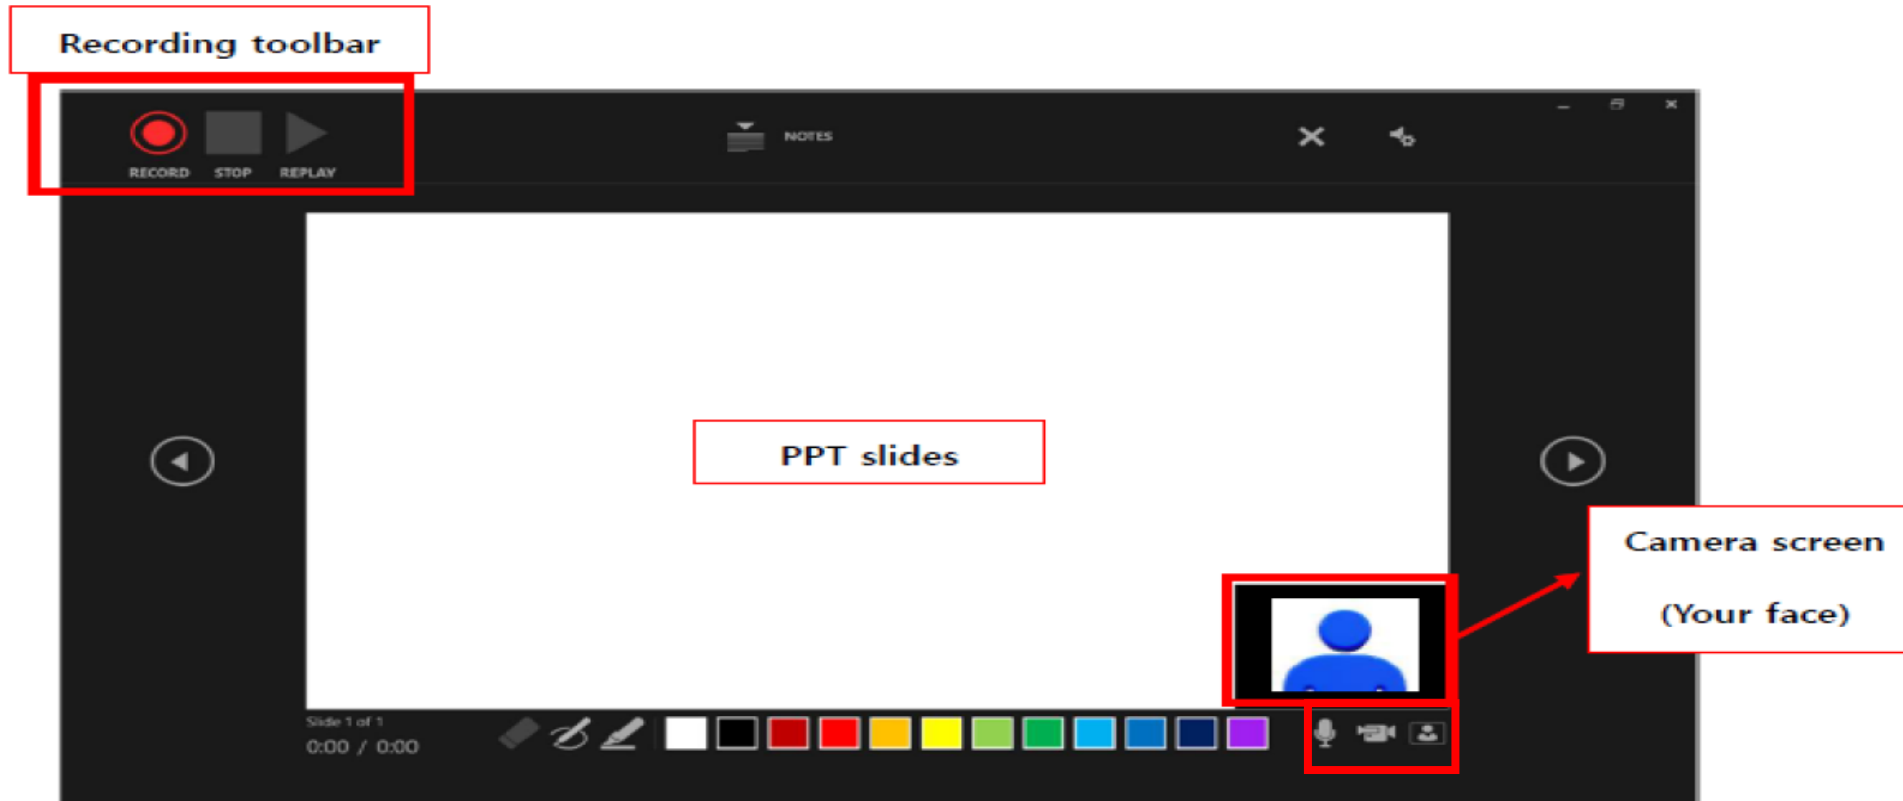 Recording toolbar
RECORD STOP REPLAY
NOTES
PPT slides
Camera screen
(Your face)
Slide 1 of 1
0:00 / 0:00